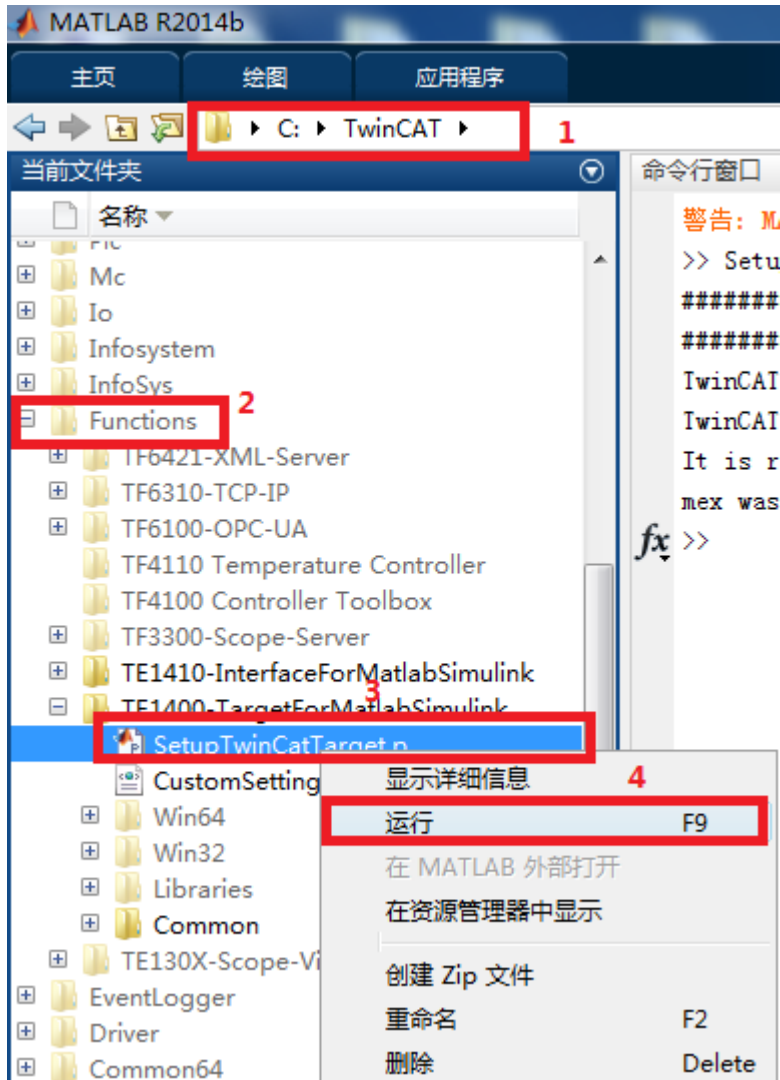 MATLAB R2014b
主页 绘图 应用程序
C: TwinCAT 1
当前文件夹 命令行窗口
名称
警告:
Plc
Mc
>> Setu
Io
#######
Infosystem
#######
InfoSys
TwinCAT
Functions 2
TwinCAT
TF6421-XML-Server
It is r
TF6310-TCP-IP
mex was
TF6100-OPC-UA
fx >>
TF4110 Temperature Controller
TF4100 Controller Toolbox
TF3300-Scope-Server
TE1410-InterfaceForMatlabSimulink
3
TE1400-TargetForMatlabSimulink
SetupTwinCatTarget.p
CustomSetting
显示详细信息 4
Win64
运行 F9
Win32
在 MATLAB 外部打开
Libraries
在资源管理器中显示
Common
TE130X-Scope-Vi
创建 Zip 文件
EventLogger
重命名 F2
Driver
删除 Delete
Common64